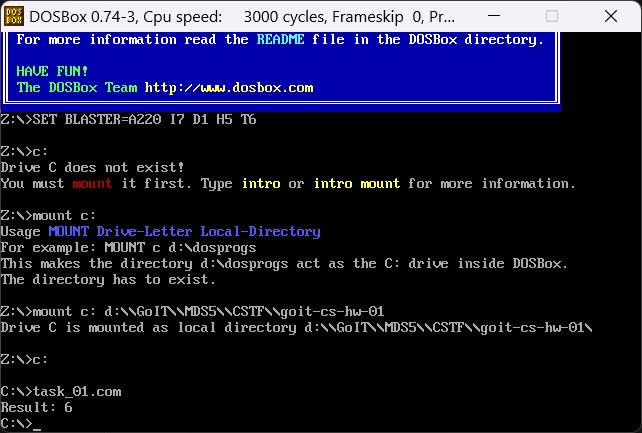 DOSBox 0.74-3, Cpu speed:    3000 cycles, Frameskip  0, Pr...
For more information read the README file in the DOSBox directory.
HAVE FUN!
The DOSBox Team http://www.dosbox.com
Z:\>SET BLASTER=A220 I7 D1 H5 T6
Z:\>c:
Drive C does not exist!
You must mount it first. Type intro or intro mount for more information.
Z:\>mount c:
Usage MOUNT Drive-Letter Local-Directory
For example: MOUNT c d:\dosprogs
This makes the directory d:\dosprogs act as the C: drive inside DOSBox.
The directory has to exist.
Z:\>mount c: d:\\GoIT\\MDS5\\CSTF\\goit-cs-hw-01
Drive C is mounted as local directory d:\\GoIT\\MDS5\\CSTF\\goit-cs-hw-01\
Z:\>c:
C:\>task_01.com
Result: 6
C:\>_